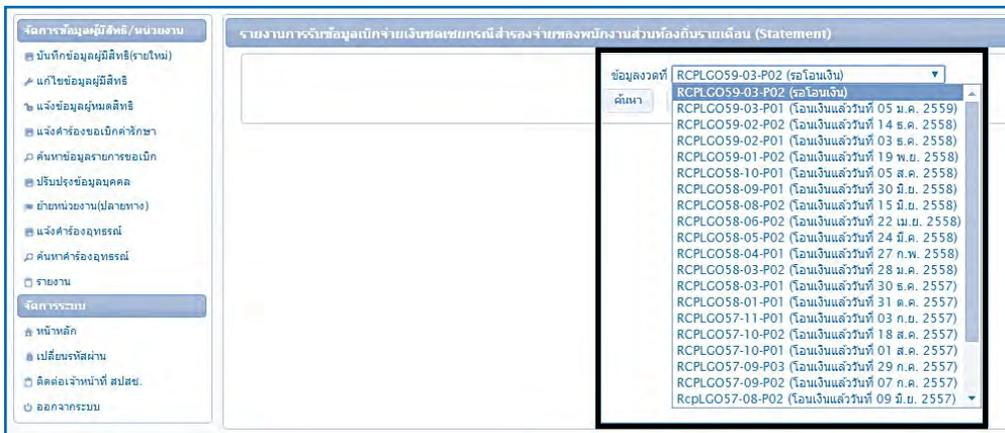 จัดการข้อมูลผู้มีสิทธิ/หน่วยงาน
บันทึกข้อมูลผู้มีสิทธิ(รายใหม่)
แก้ไขข้อมูลผู้มีสิทธิ
แจ้งข้อมูลผู้หมดสิทธิ
แจ้งคำร้องขอเบิกค่ารักษา
ค้นหาข้อมูลรายการขอเบิก
ปรับปรุงข้อมูลบุคคล
ย้ายหน่วยงาน(ปลายทาง)
แจ้งคำร้องอุทธรณ์
ค้นหาคำร้องอุทธรณ์
รายงาน
จัดการระบบ
หน้าหลัก
เปลี่ยนรหัสผ่าน
ติดต่อเจ้าหน้าที่ สปสช.
ออกจากระบบ
รายงานการรับข้อมูลเบิกจ่ายเงินชดเชยกรณีสำรองจ่ายของพนักงานส่วนท้องถิ่นรายเดือน (Statement)
ข้อมูลงวดที่ RCPLGO59-03-P02 (รอโอนเงิน)
ค้นหา
RCPLGO59-03-P02 (รอโอนเงิน)
RCPLGO59-03-P01 (โอนเงินแล้ววันที่ 05 ม.ค. 2559)
RCPLGO59-02-P02 (โอนเงินแล้ววันที่ 14 ธ.ค. 2558)
RCPLGO59-02-P01 (โอนเงินแล้ววันที่ 03 ธ.ค. 2558)
RCPLGO59-01-P02 (โอนเงินแล้ววันที่ 19 พ.ย. 2558)
RCPLGO58-10-P01 (โอนเงินแล้ววันที่ 05 ส.ค. 2558)
RCPLGO58-09-P01 (โอนเงินแล้ววันที่ 30 มิ.ย. 2558)
RCPLGO58-08-P02 (โอนเงินแล้ววันที่ 15 มิ.ย. 2558)
RCPLGO58-06-P02 (โอนเงินแล้ววันที่ 22 เม.ย. 2558)
RCPLGO58-05-P02 (โอนเงินแล้ววันที่ 24 มี.ค. 2558)
RCPLGO58-04-P01 (โอนเงินแล้ววันที่ 27 ก.พ. 2558)
RCPLGO58-03-P02 (โอนเงินแล้ววันที่ 28 ม.ค. 2558)
RCPLGO58-03-P01 (โอนเงินแล้ววันที่ 30 ธ.ค. 2557)
RCPLGO58-01-P01 (โอนเงินแล้ววันที่ 31 ต.ค. 2557)
RCPLGO57-11-P01 (โอนเงินแล้ววันที่ 03 ก.ย. 2557)
RCPLGO57-10-P02 (โอนเงินแล้ววันที่ 18 ส.ค. 2557)
RCPLGO57-10-P01 (โอนเงินแล้ววันที่ 01 ส.ค. 2557)
RCPLGO57-09-P03 (โอนเงินแล้ววันที่ 29 ก.ค. 2557)
RCPLGO57-09-P02 (โอนเงินแล้ววันที่ 07 ก.ค. 2557)
RcpLGO57-08-P02 (โอนเงินแล้ววันที่ 09 มิ.ย. 2557)